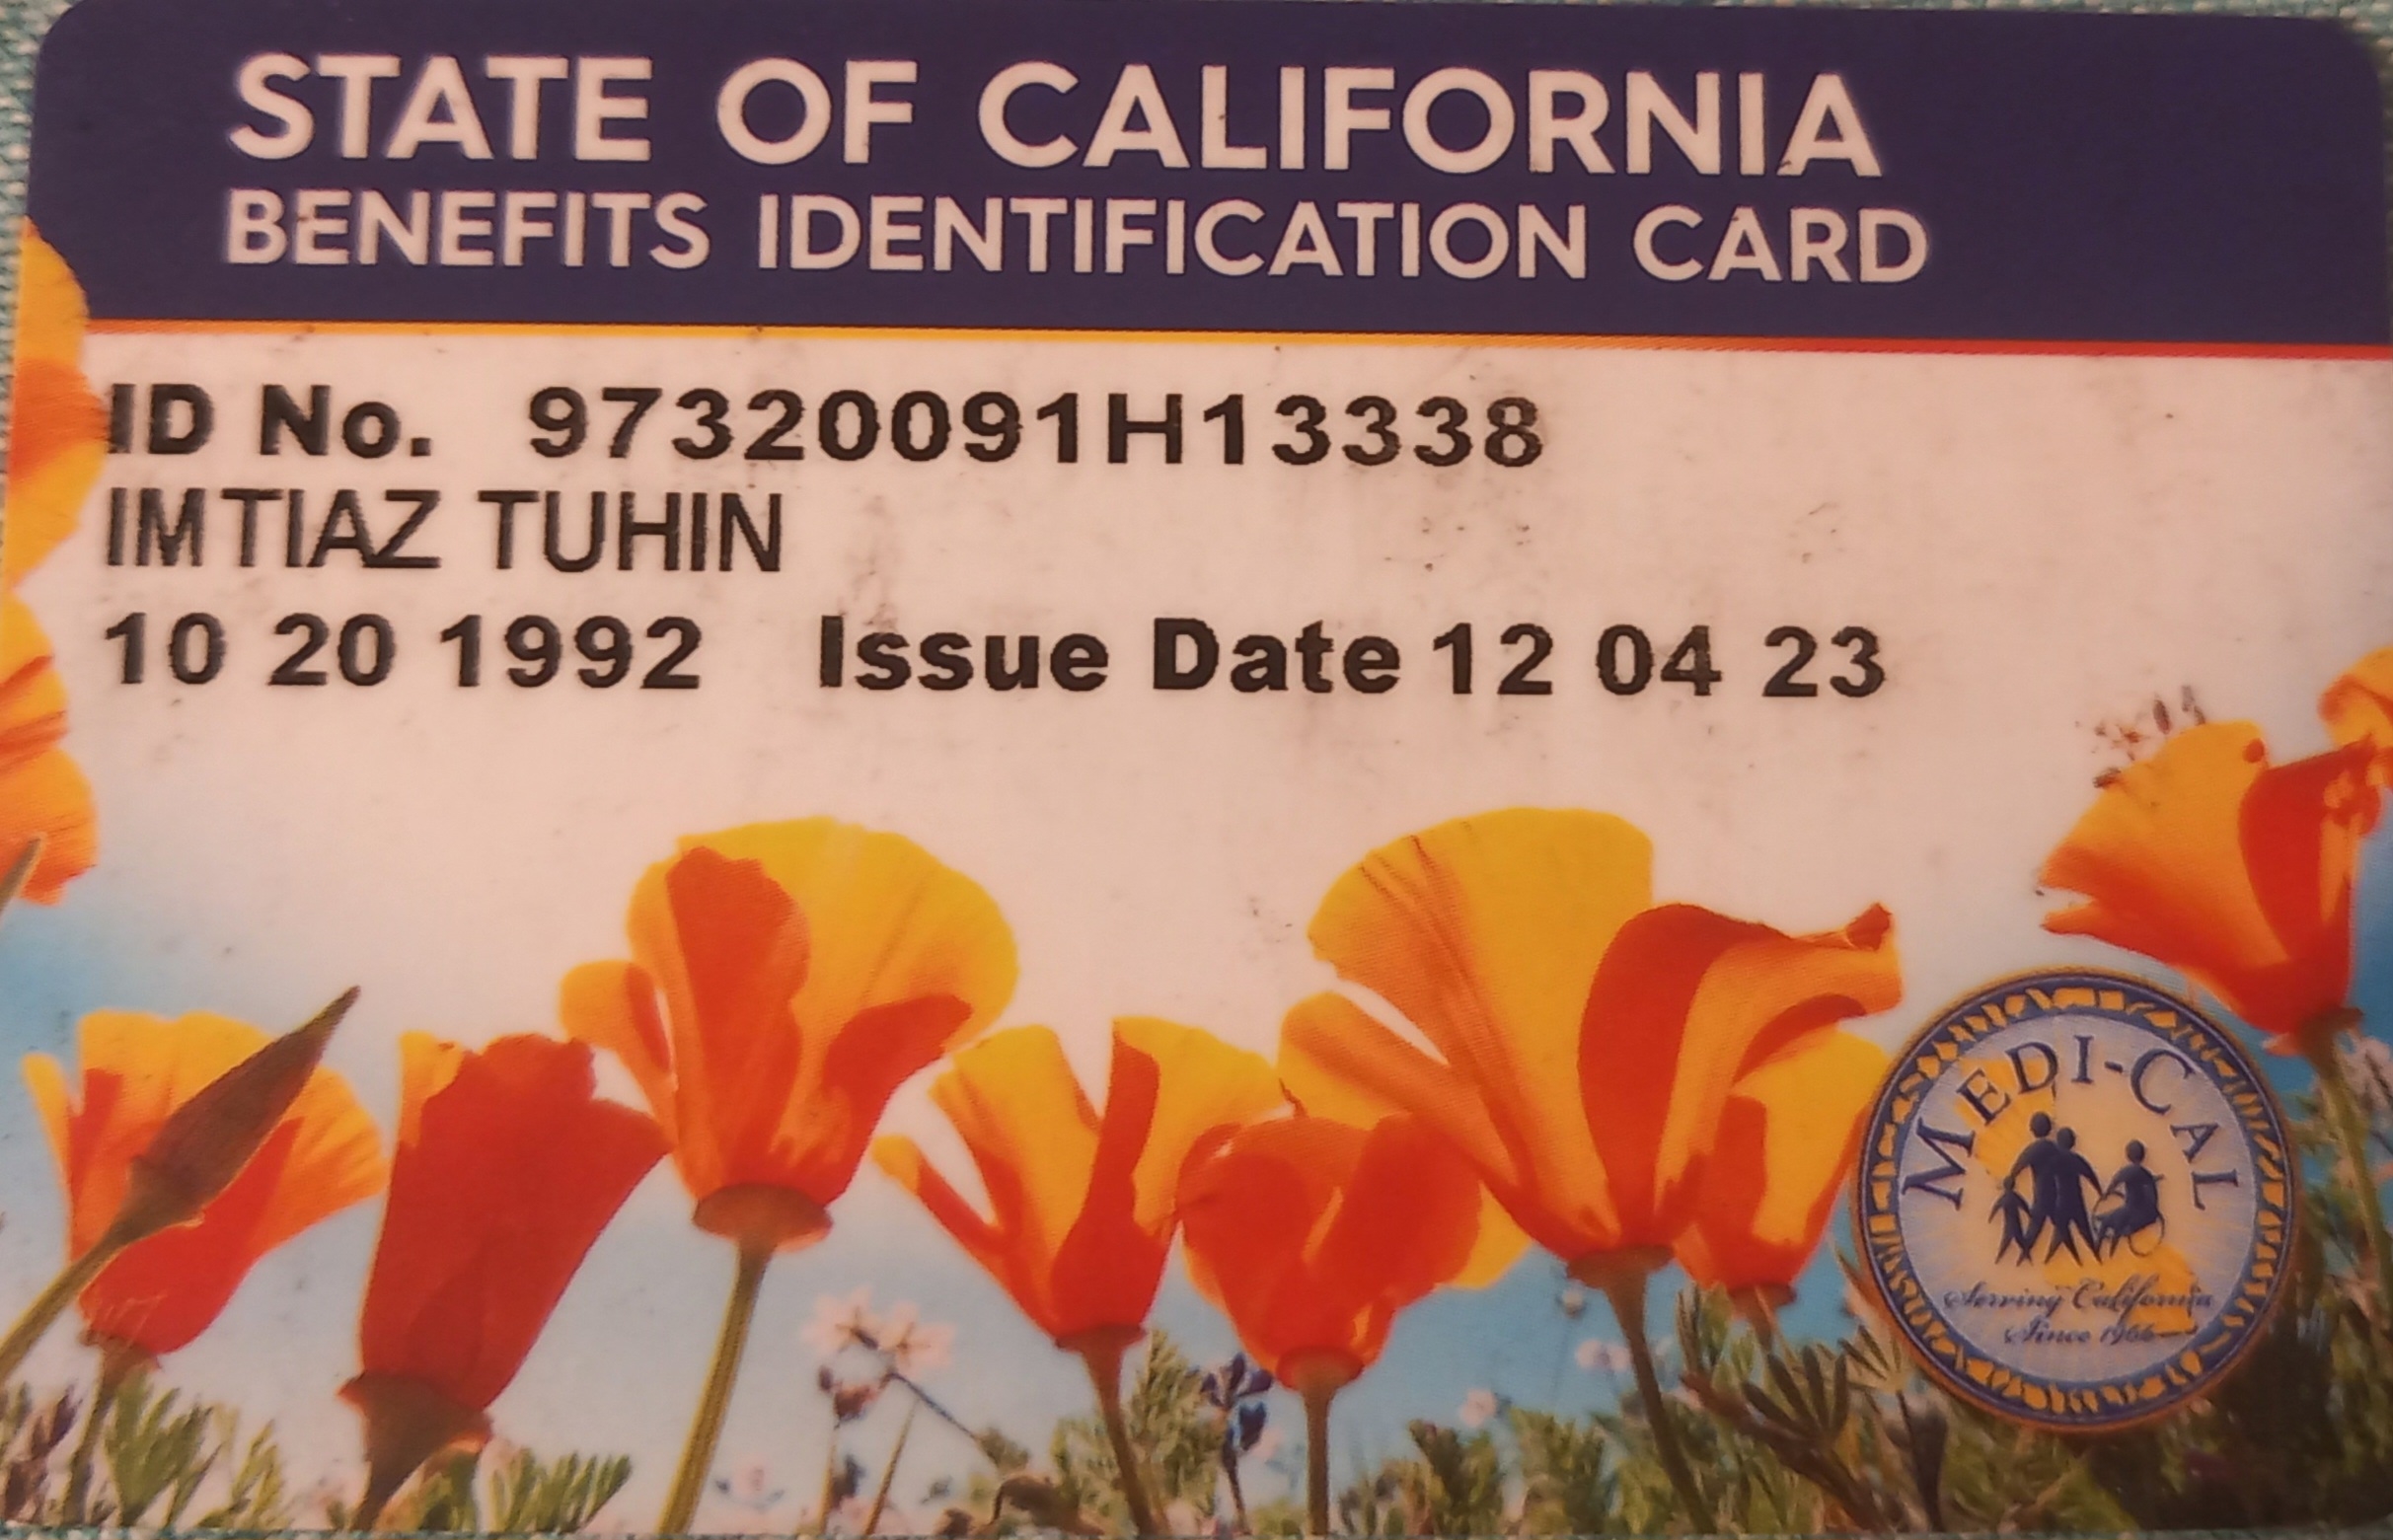 STATE OF CALIFORNIA
BENEFITS IDENTIFICATION CARD
ID No. 97320091H13338
IMTIAZ TUHIN
10 20 1992 Issue Date 12 04 23
MEDI-CAL
Serving California
Since 1966